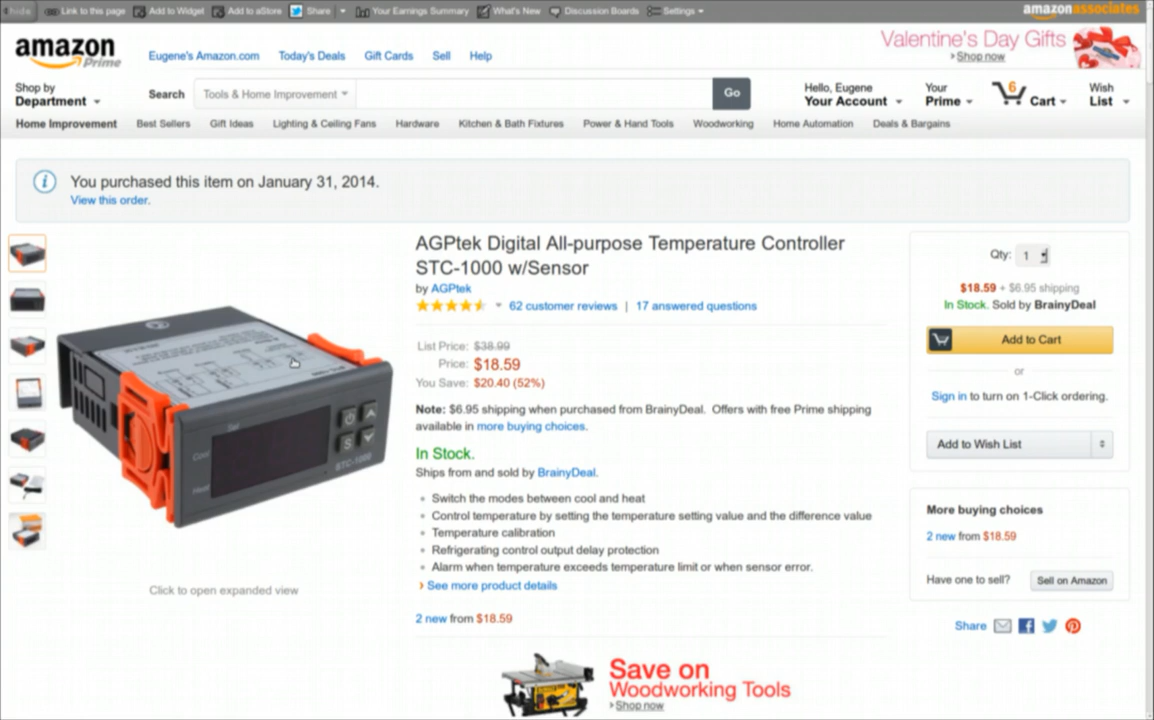 hide Link to this page Add to Widget Add to aStore Share Your Earnings Summary What's New Discussion Boards Settings amazonassociates
amazon Prime
Eugene's Amazon.com Today's Deals Gift Cards Sell Help
Valentine's Day Gifts
Shop now
Shop by
Department
Search Tools & Home Improvement Go
Hello, Eugene
Your Account
Your
Prime
6
Cart
Wish
List
Home Improvement Best Sellers Gift Ideas Lighting & Ceiling Fans Hardware Kitchen & Bath Fixtures Power & Hand Tools Woodworking Home Automation Deals & Bargains
You purchased this item on January 31, 2014.
View this order.
Set
Cool
Heat
S
STC-1000
Click to open expanded view
AGPtek Digital All-purpose Temperature Controller
STC-1000 w/Sensor
by AGPtek
62 customer reviews | 17 answered questions
List Price: $38.99
Price: $18.59
You Save: $20.40 (52%)
Note: $6.95 shipping when purchased from BrainyDeal. Offers with free Prime shipping
available in more buying choices.
In Stock.
Ships from and sold by BrainyDeal.
Switch the modes between cool and heat
Control temperature by setting the temperature setting value and the difference value
Temperature calibration
Refrigerating control output delay protection
Alarm when temperature exceeds temperature limit or when sensor error.
See more product details
2 new from $18.59
Qty: 1
$18.59 + $6.95 shipping
In Stock. Sold by BrainyDeal
Add to Cart
or
Sign in to turn on 1-Click ordering.
Add to Wish List
More buying choices
2 new from $18.59
Have one to sell? Sell on Amazon
Share
Save on
Woodworking Tools
Shop now